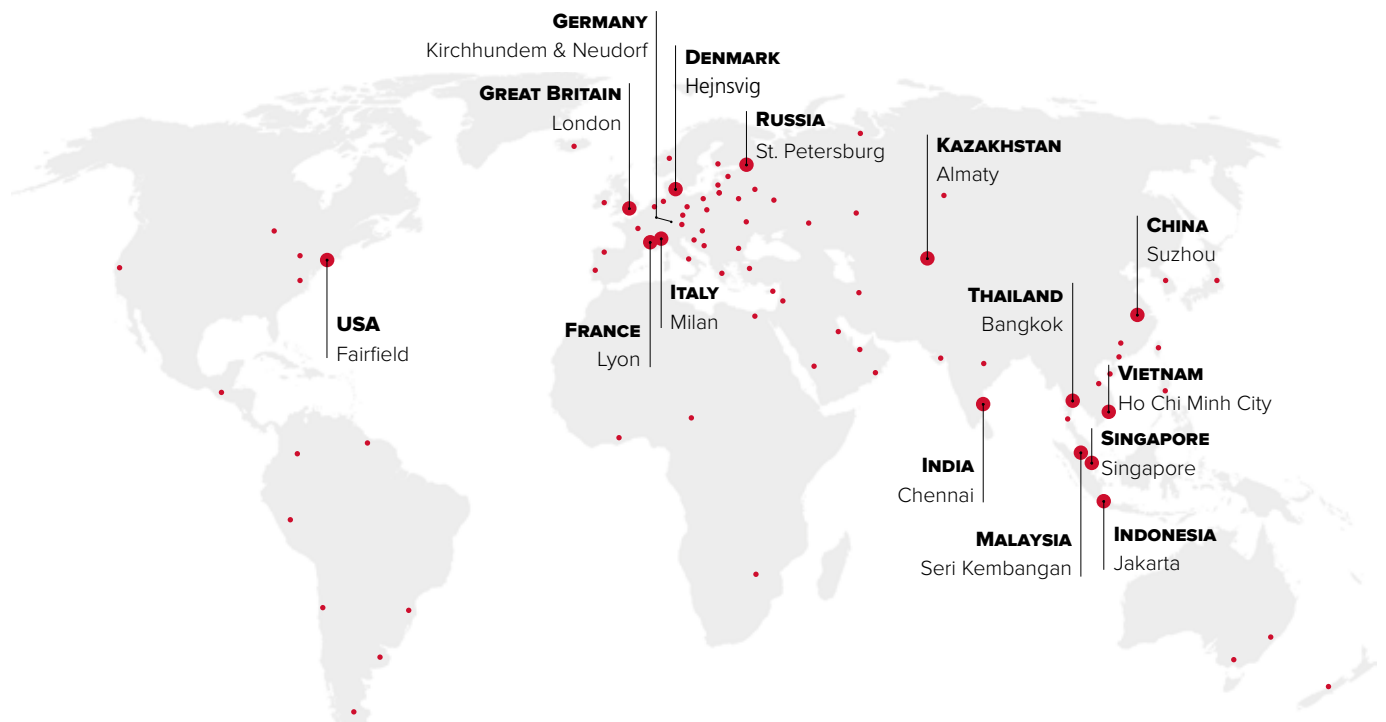 GERMANY
Kirchhundem & Neudorf
DENMARK
Hejnsvig
GREAT BRITAIN
London
RUSSIA
St. Petersburg
KAZAKHSTAN
Almaty
CHINA
Suzhou
ITALY
Milan
THAILAND
Bangkok
USA
Fairfield
FRANCE
Lyon
VIETNAM
Ho Chi Minh City
SINGAPORE
Singapore
INDIA
Chennai
MALAYSIA
Seri Kembangan
INDONESIA
Jakarta